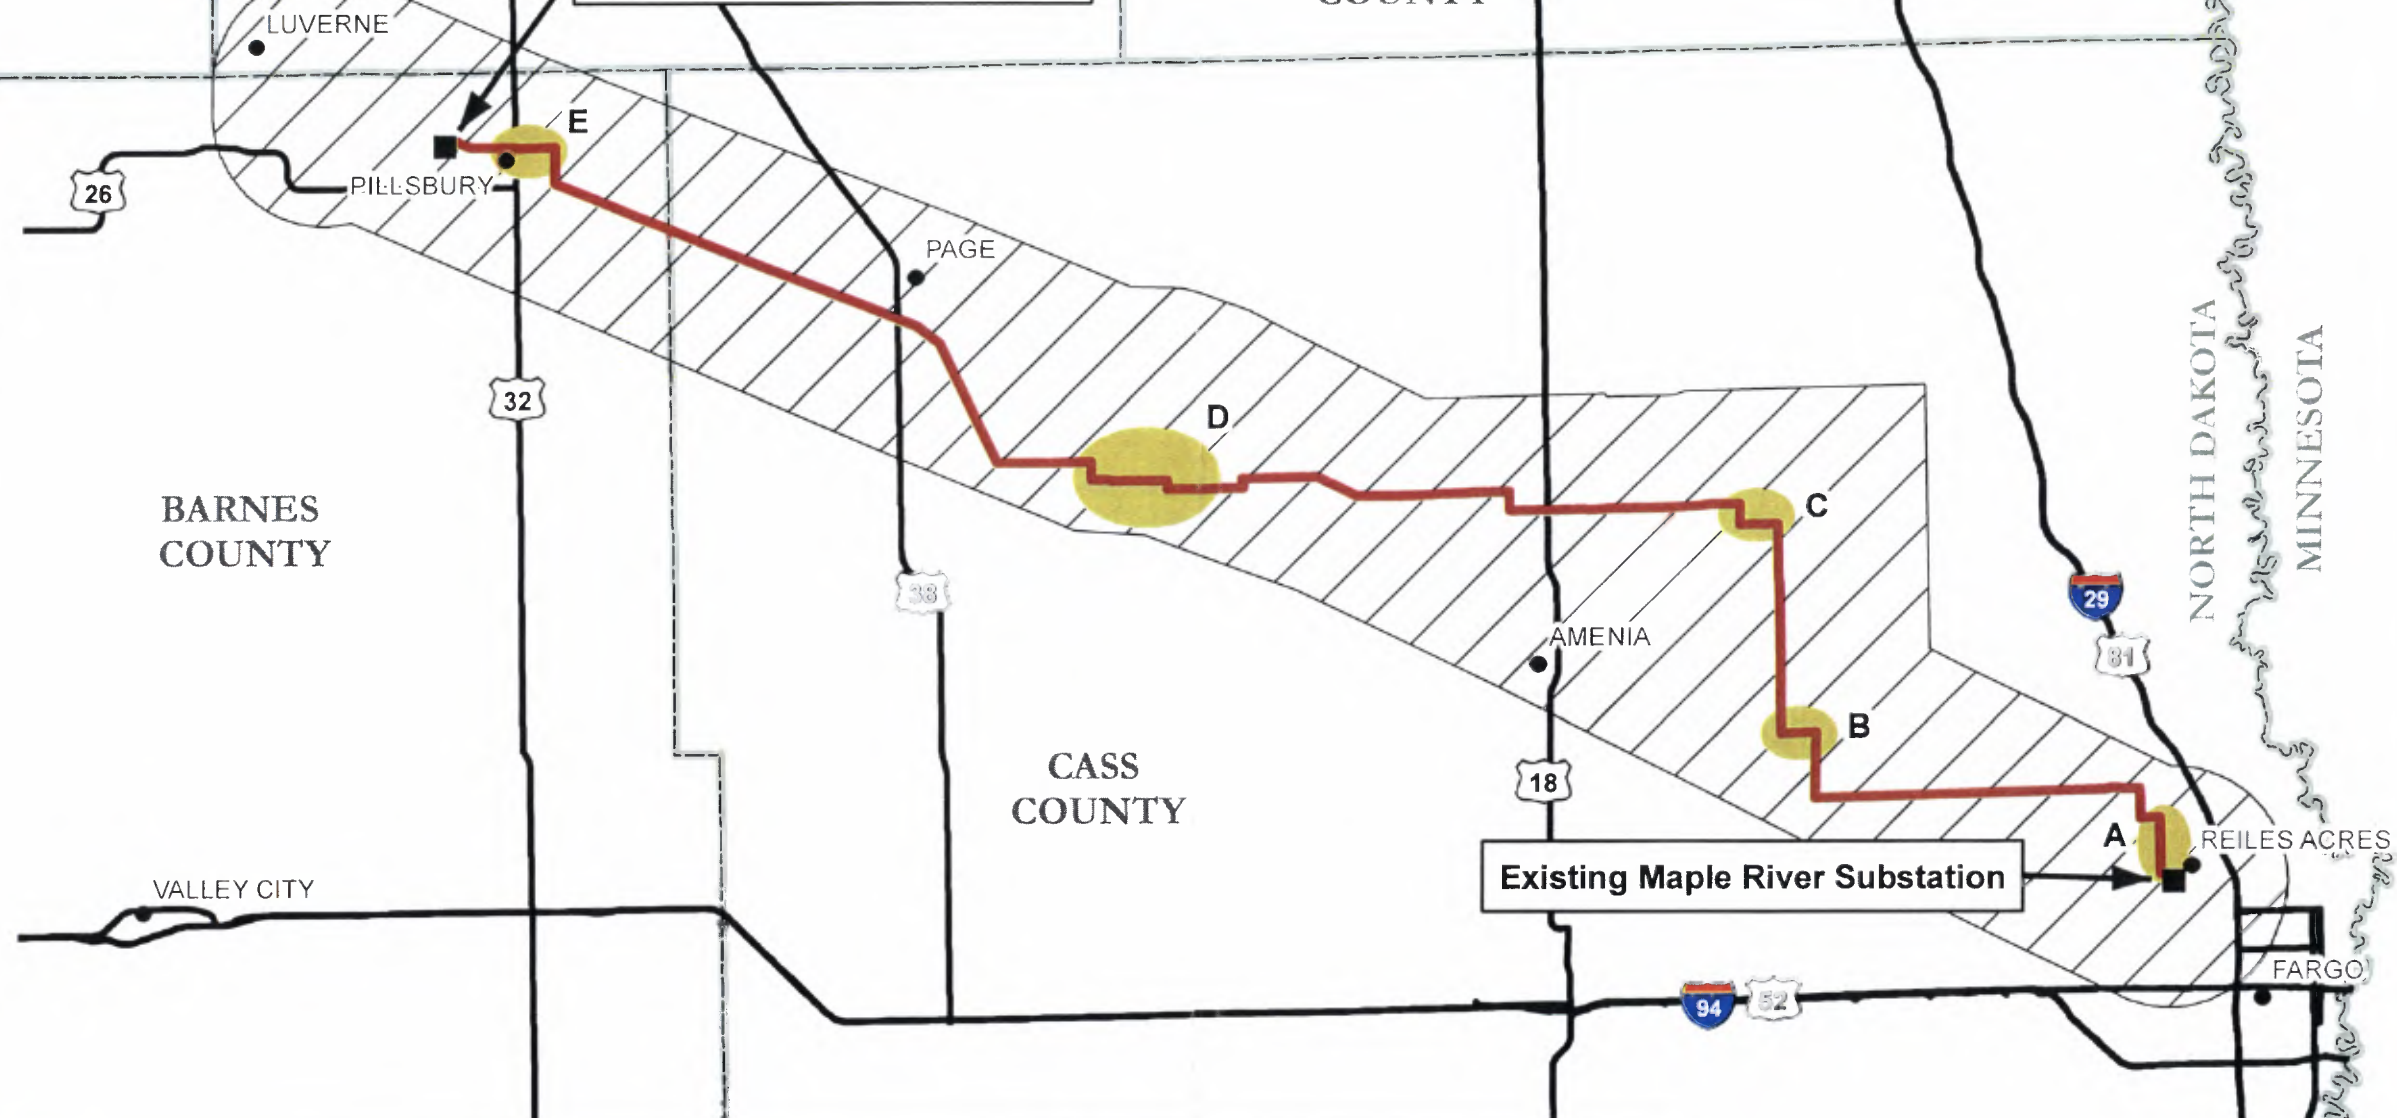 COUNTY
LUVERNE
E
26
PILLSBURY
PAGE
32
D
C
NORTH DAKOTA
MINNESOTA
BARNES
COUNTY
38
29
81
AMENIA
B
CASS
COUNTY
18
A
REILES ACRES
Existing Maple River Substation
VALLEY CITY
FARGO
94
52